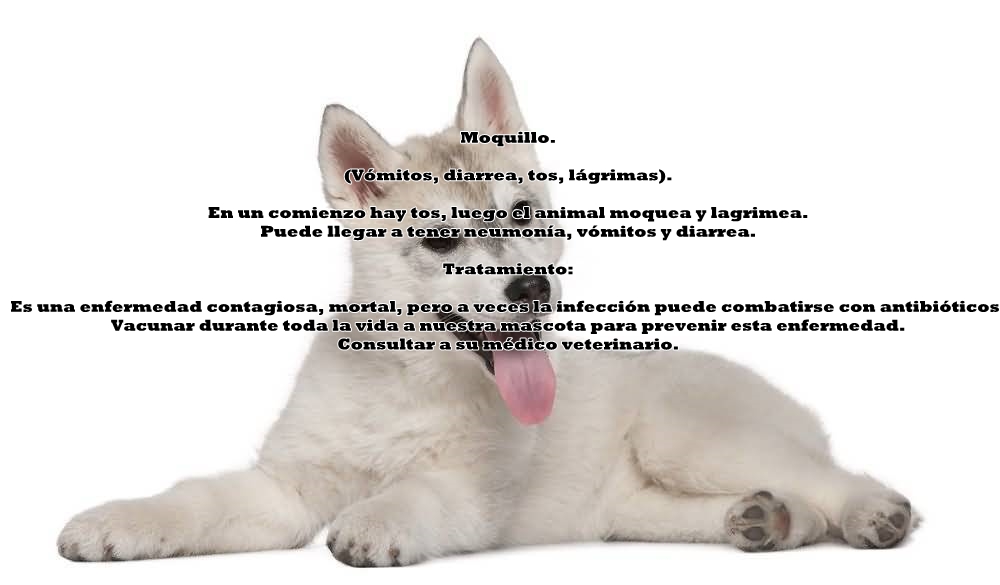 Moquillo.
(Vómitos, diarrea, tos, lágrimas).
En un comienzo hay tos, luego el animal moquea y lagrimea.
Puede llegar a tener neumonía, vómitos y diarrea.
Tratamiento:
Es una enfermedad contagiosa, mortal, pero a veces la infección puede combatirse con antibióticos
Vacunar durante toda la vida a nuestra mascota para prevenir esta enfermedad.
Consultar a su médico veterinario.